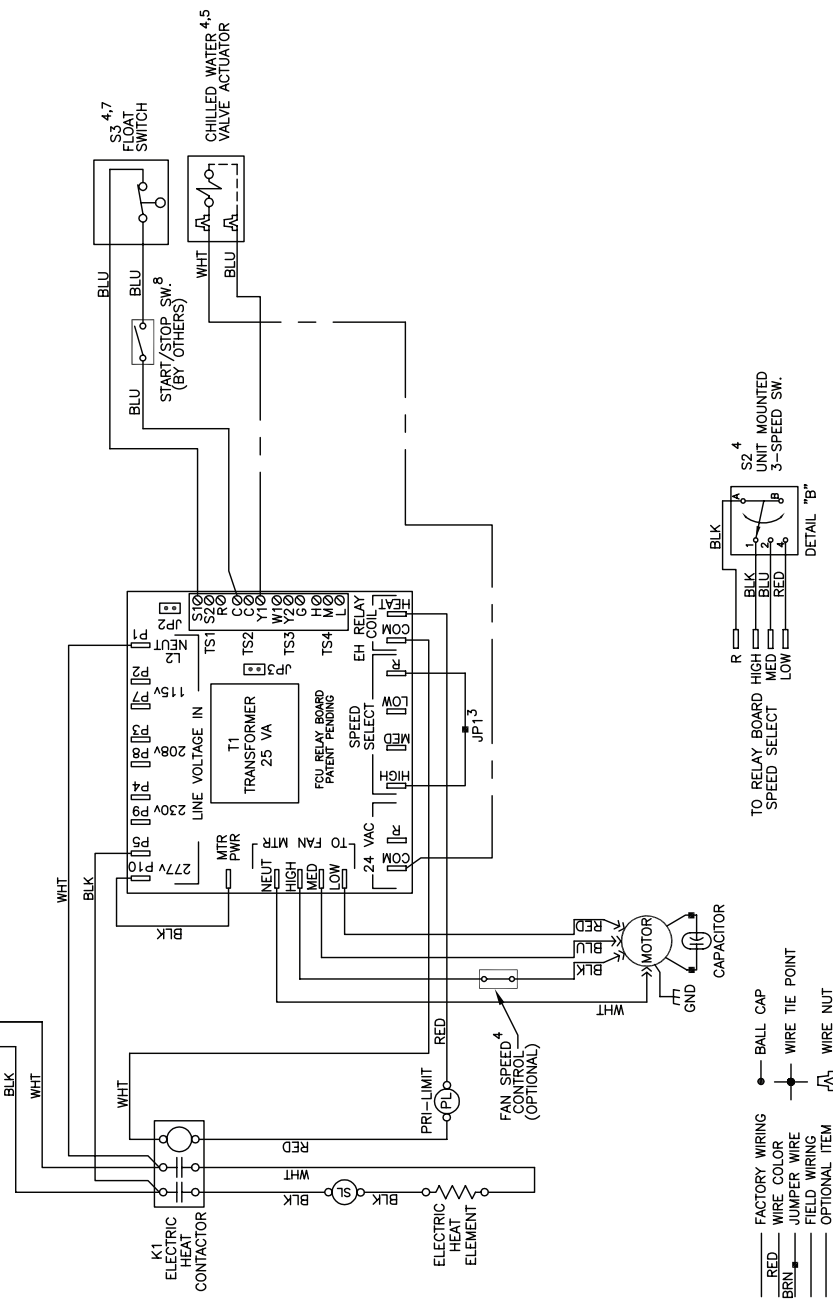 S3 4,7
FLOAT
SWITCH
CHILLED WATER 4,5
VALVE ACTUATOR
BLU
BLU
WHT
BLU
START/STOP SW. 8
(BY OTHERS)
BLU
S2 4
UNIT MOUNTED
3-SPEED SW.
BLK
A
B
1
2
4
DETAIL "B"
BLK
BLU
RED
R
HIGH
MED
LOW
TO RELAY BOARD
SPEED SELECT
JP2
S1
S2
R
C
C
Y1
W1
Y2
G
H
M
L
TS1
TS2
TS3
TS4
P1
NEUT
L2
P2
115v
P7
P3
208v
P8
P4
230v
P9
P5
277v
P10
LINE VOLTAGE IN
JP3
T1
TRANSFORMER
25 VA
FCU RELAY BOARD
PATENT PENDING
EH RELAY
COIL
HEAT
COM
SPEED
SELECT
R
LOW
MED
HIGH
JP1 3
24 VAC
R
COM
MTR
PWR
TO FAN MTR
NEUT
HIGH
MED
LOW
WHT
BLK
BLK
RED
BLU
BLK
WHT
MOTOR
CAPACITOR
GND
FAN SPEED 4
CONTROL
(OPTIONAL)
BLK
WHT
WHT
RED
PRI-LIMIT
PL
RED
WHT
BLK
SL
BLK
K1
ELECTRIC
HEAT
CONTACTOR
ELECTRIC
HEAT
ELEMENT
FACTORY WIRING
RED WIRE COLOR
BRN JUMPER WIRE
FIELD WIRING
OPTIONAL ITEM
BALL CAP
WIRE TIE POINT
WIRE NUT